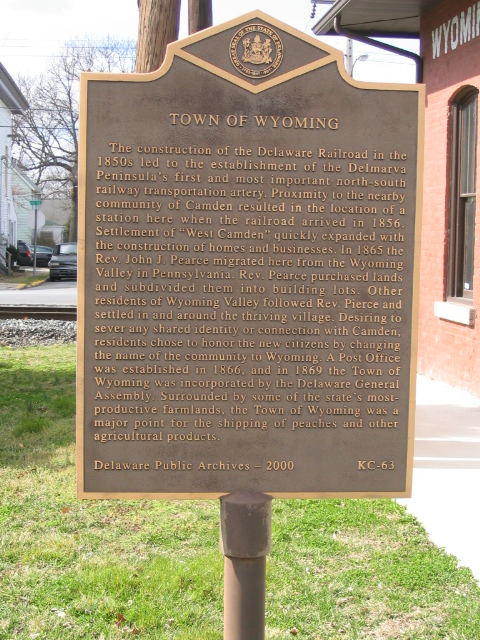 WYOMI
TOWN OF WYOMING
The construction of the Delaware Railroad in the
1850s led to the establishment of the Delmarva
Peninsula's first and most important north-south
railway transportation artery. Proximity to the nearby
community of Camden resulted in the location of a
station here when the railroad arrived in 1856.
Settlement of "West Camden" quickly expanded with
the construction of homes and businesses. In 1865 the
Rev. John J. Pearce migrated here from the Wyoming
Valley in Pennsylvania. Rev. Pearce purchased lands
and subdivided them into building lots. Other
residents of Wyoming Valley followed Rev. Pierce and
settled in and around the thriving village. Desiring to
sever any shared identity or connection with Camden,
residents chose to honor the new citizens by changing
the name of the community to Wyoming. A Post Office
was established in 1866, and in 1869 the Town of
Wyoming was incorporated by the Delaware General
Assembly. Surrounded by some of the state's most-
productive farmlands, the Town of Wyoming was a
major point for the shipping of peaches and other
agricultural products.
Delaware Public Archives – 2000 KC-63